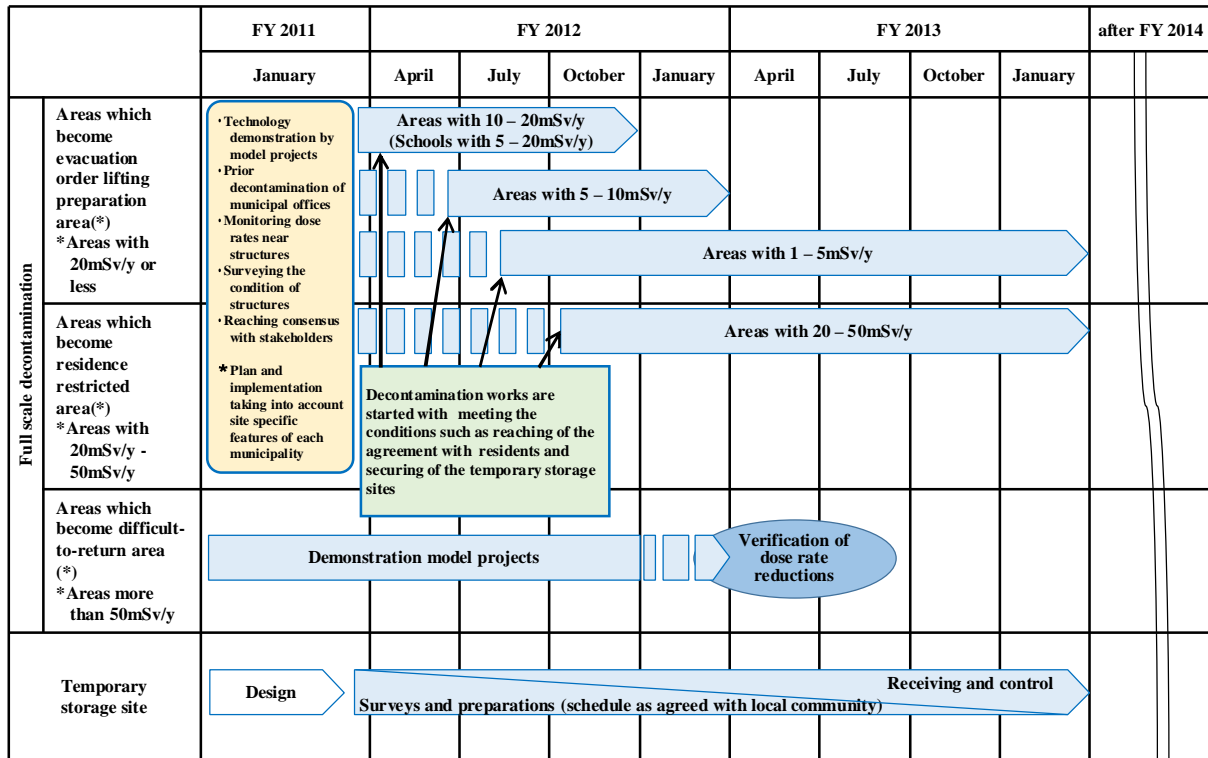 FY 2011
FY 2012
FY 2013
after FY 2014
January
April
July
October
January
April
July
October
January
Full scale decontamination
Areas which
become
evacuation
order lifting
preparation
area(*)
*Areas with
20mSv/y or
less
・Technology
demonstration by
model projects
・Prior
decontamination of
municipal offices
・Monitoring dose
rates near
structures
・Surveying the
condition of
structures
・Reaching consensus
with stakeholders
*Plan and
implementation
taking into account
site specific
features of each
municipality
Areas with 10 – 20mSv/y
(Schools with 5 - 20mSv/y)
Areas with 5 – 10mSv/y
Areas with 1 – 5mSv/y
Areas which
become
residence
restricted
area(*)
*Areas with
20mSv/y -
50mSv/y
Areas with 20 – 50mSv/y
Decontamination works are
started with meeting the
conditions such as reaching of the
agreement with residents and
securing of the temporary storage
sites
Areas which
become difficult-
to-return area
(*)
*Areas more
than 50mSv/y
Demonstration model projects
Verification of
dose rate
reductions
Temporary
storage site
Design
Receiving and control
Surveys and preparations (schedule as agreed with local community)